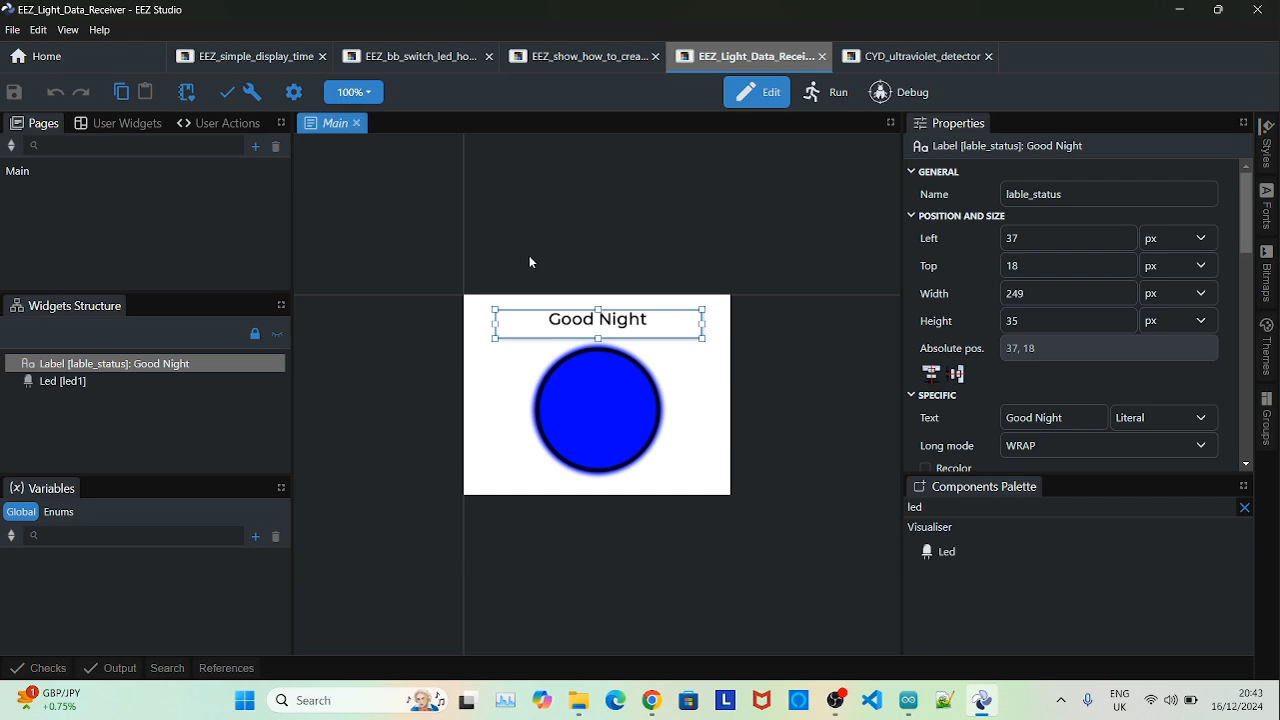 EEZ_Light_Data_Receiver - EEZ Studio
File Edit View Help
Home EEZ_simple_display_time EEZ_bb_switch_led_ho... EEZ_show_how_to_crea... EEZ_Light_Data_Recei... CYD_ultraviolet_detector
100% Edit Run Debug
Pages User Widgets User Actions Main Properties
Aa Label [lable_status]: Good Night
Main
GENERAL
Name lable_status
POSITION AND SIZE
Left 37 px
Top 18 px
Width 249 px
Height 35 px
Absolute pos. 37, 18
SPECIFIC
Text Good Night Literal
Long mode WRAP
Recolor
Good Night
Widgets Structure
Aa Label [lable_status]: Good Night
Led [led1]
(x) Variables
Global Enums
Components Palette
led
Visualiser
Led
Styles
A Fonts
Bitmaps
Themes
Groups
Checks Output Search References
1 GBP/JPY
+0.75%
Search
L
ENG
UK
20:43
16/12/2024